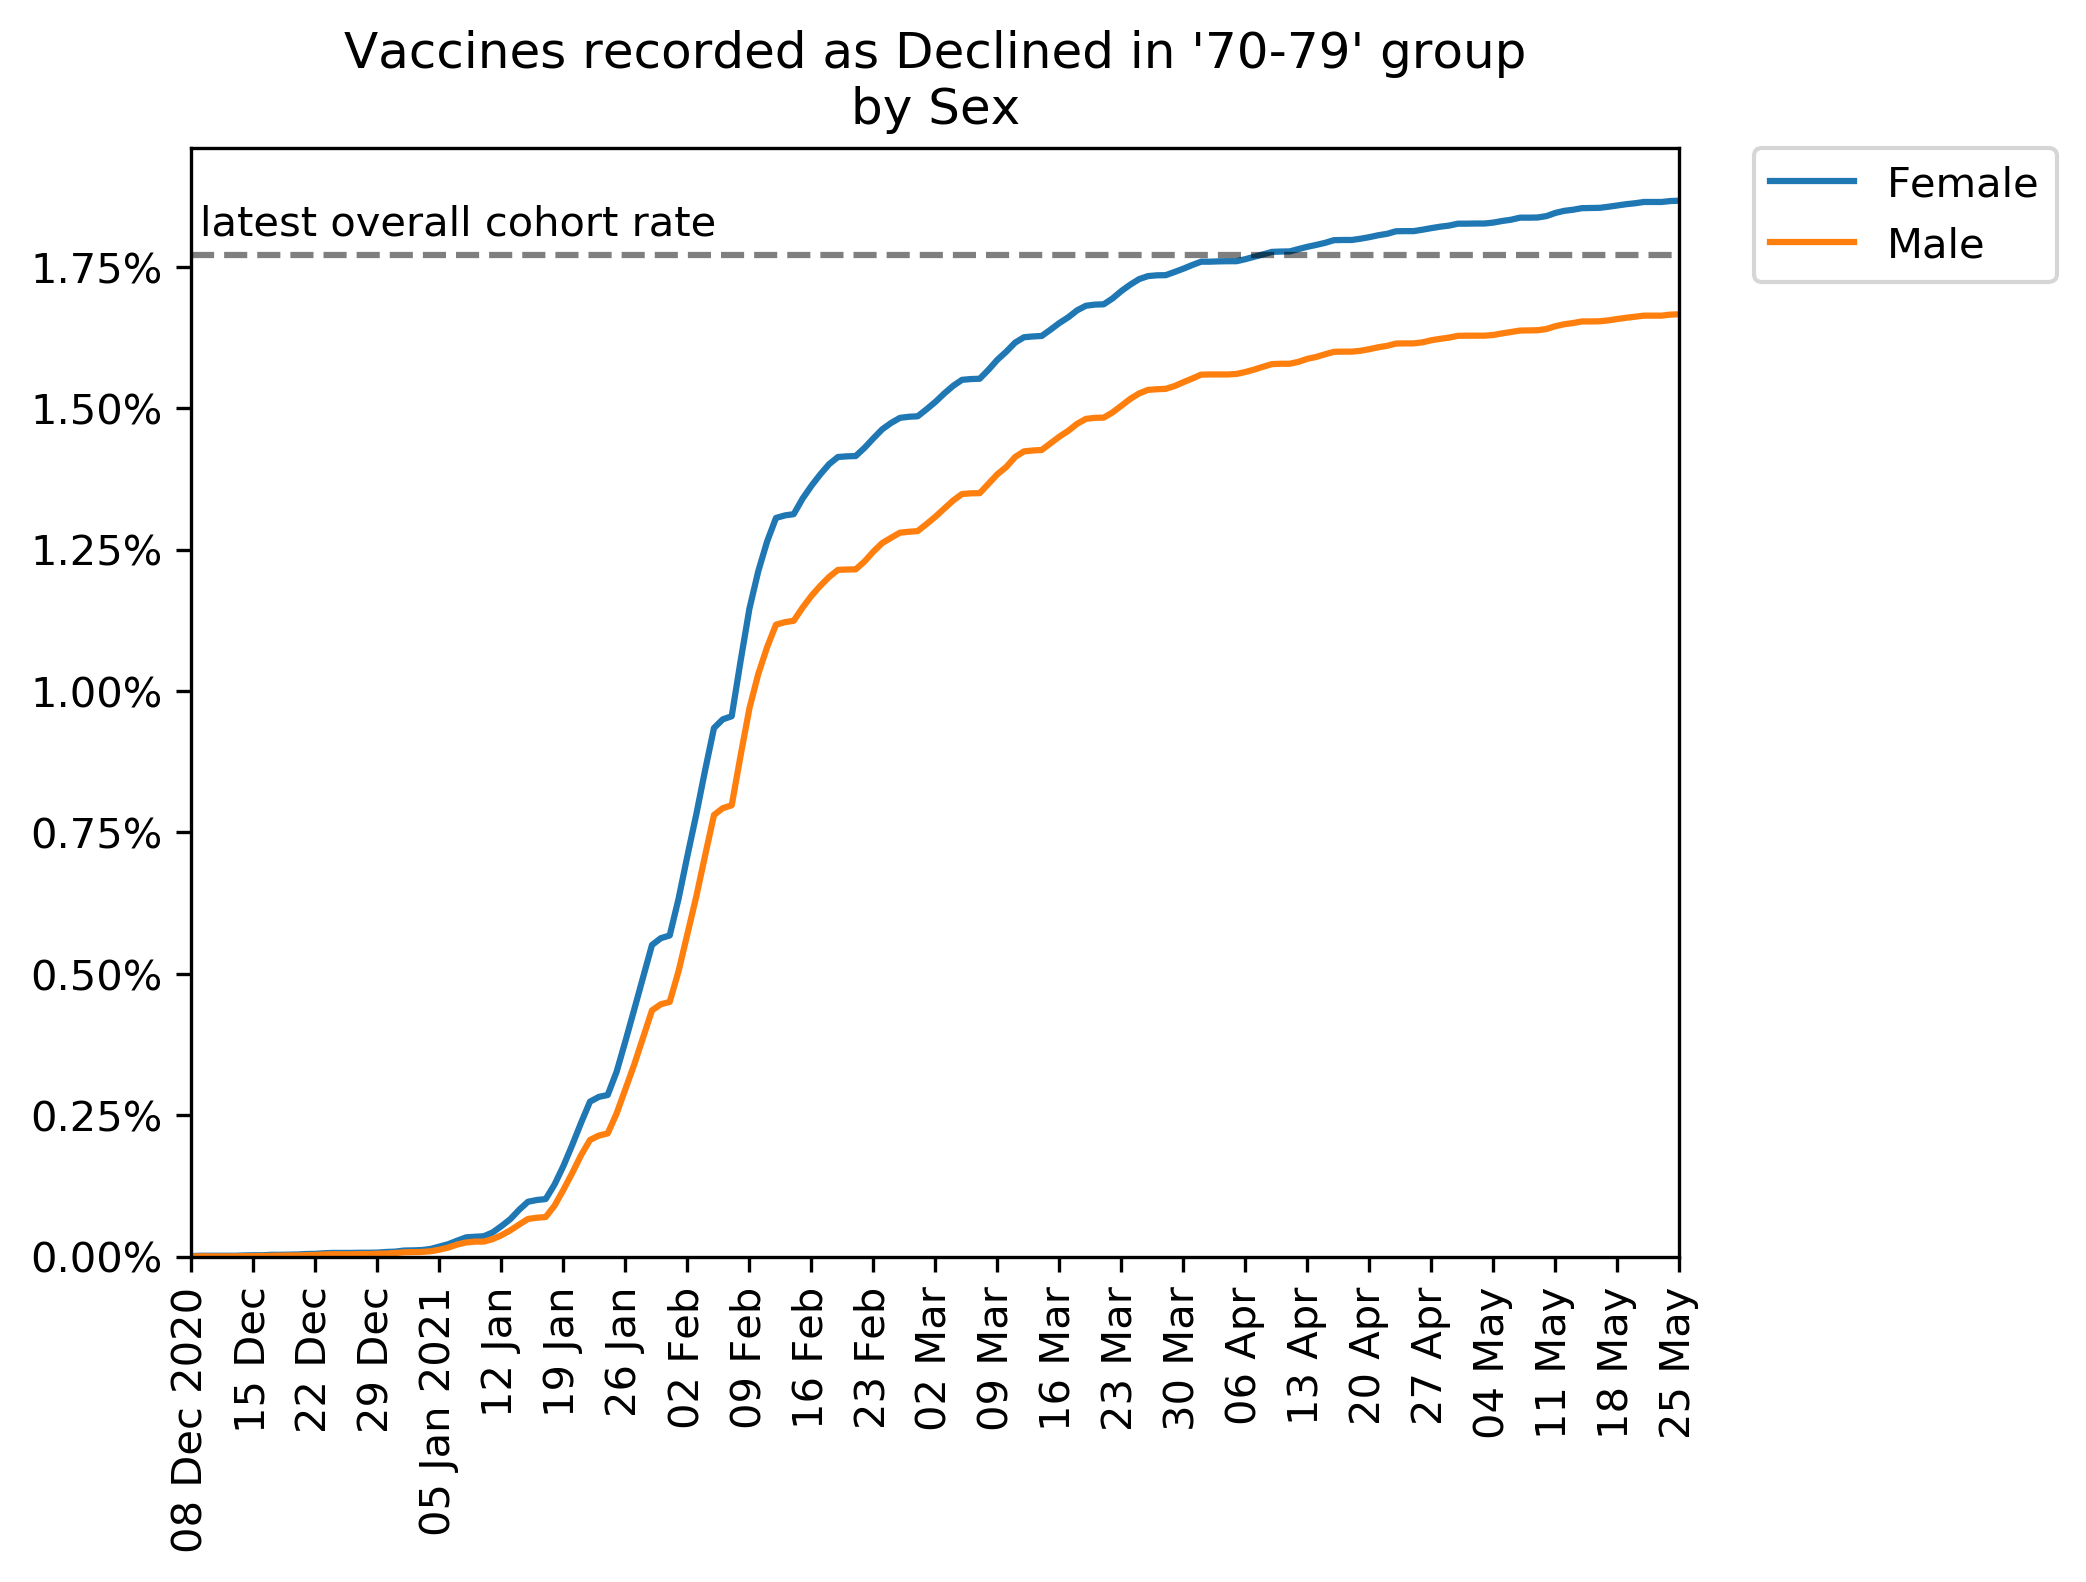 Vaccines recorded as Declined in '70-79' group
by Sex
latest overall cohort rate
Female
Male
1.75%
1.50%
1.25%
1.00%
0.75%
0.50%
0.25%
0.00%
08 Dec 2020
15 Dec
22 Dec
29 Dec
05 Jan 2021
12 Jan
19 Jan
26 Jan
02 Feb
09 Feb
16 Feb
23 Feb
02 Mar
09 Mar
16 Mar
23 Mar
30 Mar
06 Apr
13 Apr
20 Apr
27 Apr
04 May
11 May
18 May
25 May